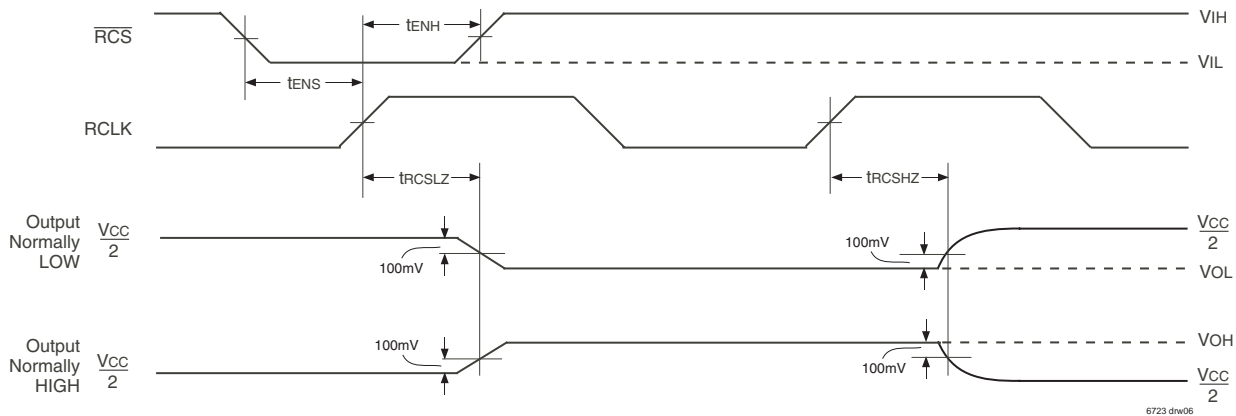 tENH
VIH
RCS
VIL
tENS
RCLK
tRCSLZ
tRCSHZ
Output
Normally
LOW
VCC
2
100mV
100mV
VCC
2
VOL
Output
Normally
HIGH
VCC
2
100mV
100mV
VOH
VCC
2
6723 drw06